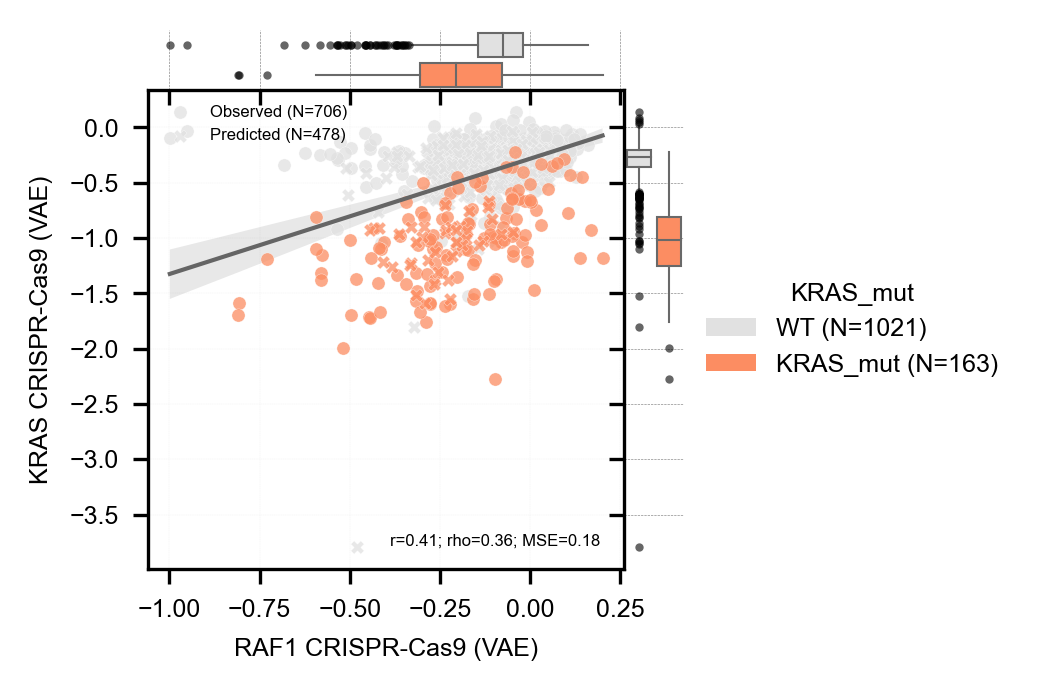 Observed (N=706)
Predicted (N=478)
0.0
−0.5
−1.0
−1.5
−2.0
−2.5
−3.0
−3.5
KRAS CRISPR-Cas9 (VAE)
r=0.41; rho=0.36; MSE=0.18
−1.00 −0.75 −0.50 −0.25 0.00 0.25
RAF1 CRISPR-Cas9 (VAE)
KRAS_mut
WT (N=1021)
KRAS_mut (N=163)